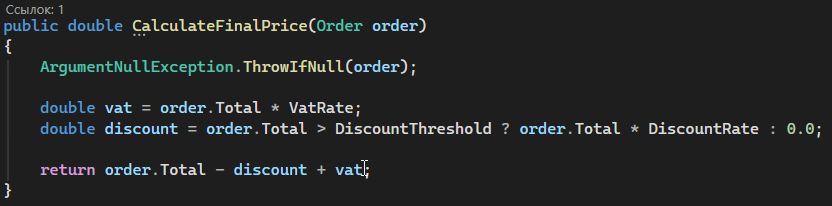 Ссылок: 1
public double CalculateFinalPrice(Order order)
{
    ArgumentNullException.ThrowIfNull(order);
    double vat = order.Total * VatRate;
    double discount = order.Total > DiscountThreshold ? order.Total * DiscountRate : 0.0;
    return order.Total - discount + vat;
}